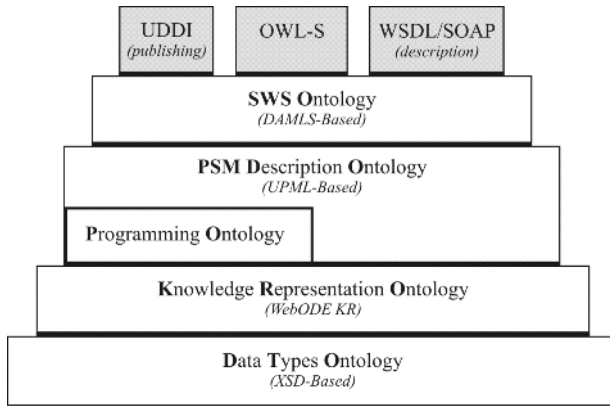 UDDI
(publishing)
OWL-S
WSDL/SOAP
(description)
SWS Ontology
(DAMLS-Based)
PSM Description Ontology
(UPML-Based)
Programming Ontology
Knowledge Representation Ontology
(WebODE KR)
Data Types Ontology
(XSD-Based)